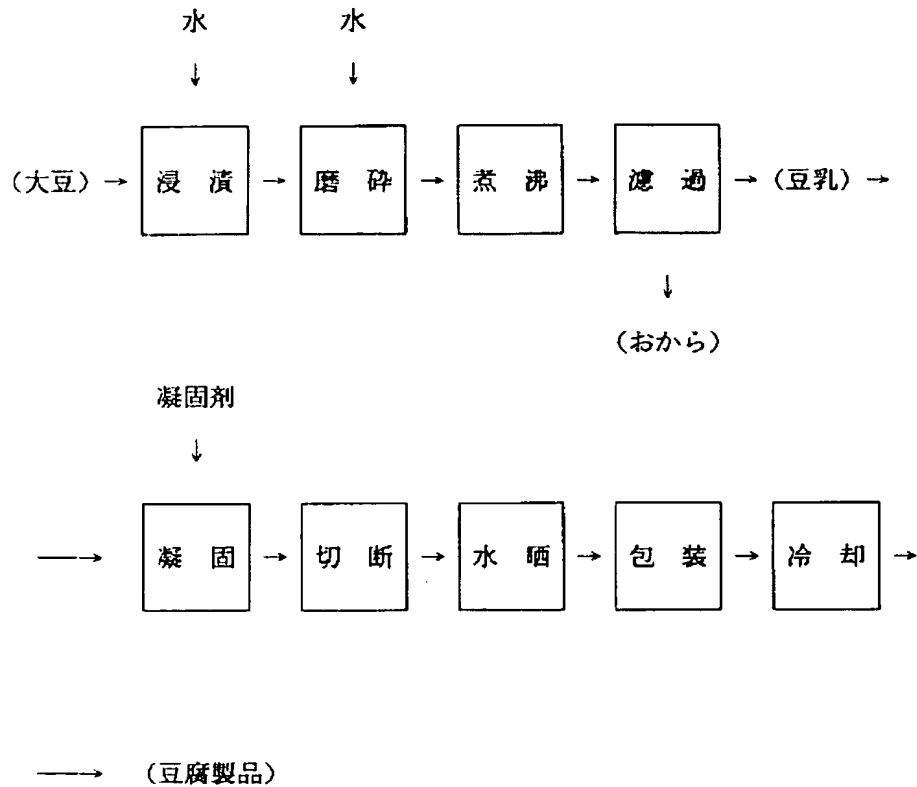 水 水
↓ ↓
(大豆) → 浸漬 → 磨砕 → 煮沸 → 濾過 → (豆乳) →
↓
(おから)
凝固剤
↓
→ 凝固 → 切断 → 水晒 → 包装 → 冷却 →
→ (豆腐製品)